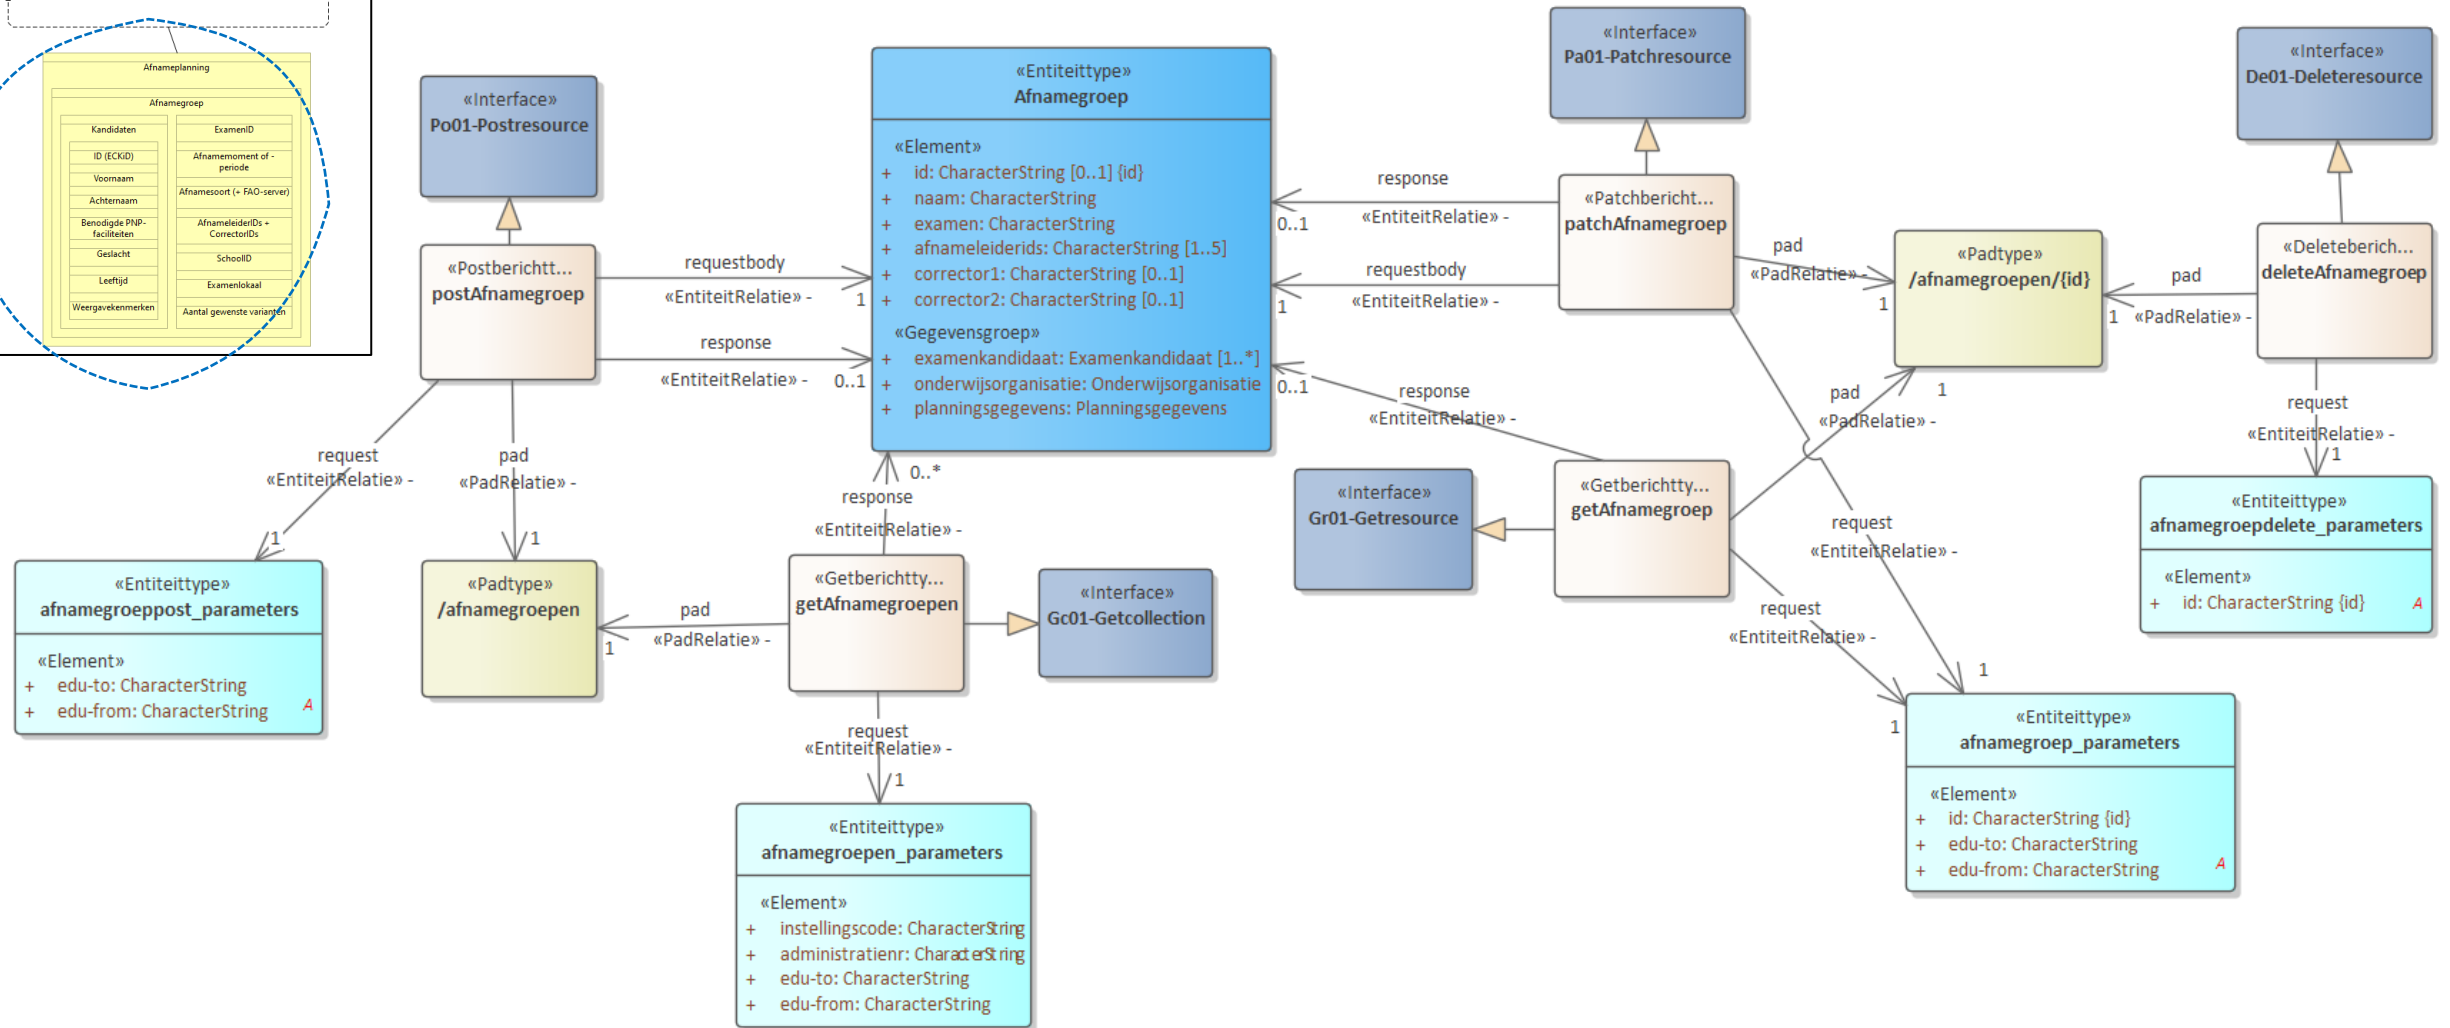 Afnameplanning
Afnamegroep
Kandidaten
ID (ECKiD)
Voornaam
Achternaam
Benodigde PNP-
faciliteiten
Geslacht
Leeftijd
Weergavekenmerken
ExamenID
Afnamemoment of -
periode
Afnamesoort (+ FAO-server)
AfnameleiderIDs +
CorrectorIDs
SchoolID
Examenlokaal
Aantal gewenste varianten
«Interface»
Po01-Postresource
«Postberichtt...
postAfnamegroep
requestbody
«EntiteitRelatie» -
1
response
«EntiteitRelatie» -
0..1
request
«EntiteitRelatie» -
1
pad
«PadRelatie» -
1
«Entiteittype»
afnamegroeppost_parameters
«Element»
+ edu-to: CharacterString
+ edu-from: CharacterString
A
«Padtype»
/afnamegroepen
«Entiteittype»
Afnamegroep
«Element»
+ id: CharacterString [0..1] {id}
+ naam: CharacterString
+ examen: CharacterString
+ afnameleiderids: CharacterString [1..5]
+ corrector1: CharacterString [0..1]
+ corrector2: CharacterString [0..1]
«Gegevensgroep»
+ examenkandidaat: Examenkandidaat [1..*]
+ onderwijsorganisatie: Onderwijsorganisatie
+ planningsgegevens: Planningsgegevens
0..*
response
«EntiteitRelatie» -
«Getberichtty...
getAfnamegroepen
pad
«PadRelatie» -
1
«Interface»
Gc01-Getcollection
request
«EntiteitRelatie» -
1
«Entiteittype»
afnamegroepen_parameters
«Element»
+ instellingscode: CharacterString
+ administratienr: CharacterString
+ edu-to: CharacterString
+ edu-from: CharacterString
«Interface»
Pa01-Patchresource
«Patchbericht...
patchAfnamegroep
response
«EntiteitRelatie» -
0..1
requestbody
«EntiteitRelatie» -
1
pad
«PadRelatie» -
1
response
«EntiteitRelatie» -
0..1
«Interface»
Gr01-Getresource
«Getberichtty...
getAfnamegroep
pad
«PadRelatie» -
1
request
«EntiteitRelatie» -
1
request
«EntiteitRelatie» -
1
«Padtype»
/afnamegroepen/{id}
«Interface»
De01-Deleteresource
«Deleteberich...
deleteAfnamegroep
pad
«PadRelatie» -
1
request
«EntiteitRelatie» -
1
«Entiteittype»
afnamegroepdelete_parameters
«Element»
+ id: CharacterString {id}
A
«Entiteittype»
afnamegroep_parameters
«Element»
+ id: CharacterString {id}
+ edu-to: CharacterString
+ edu-from: CharacterString
A